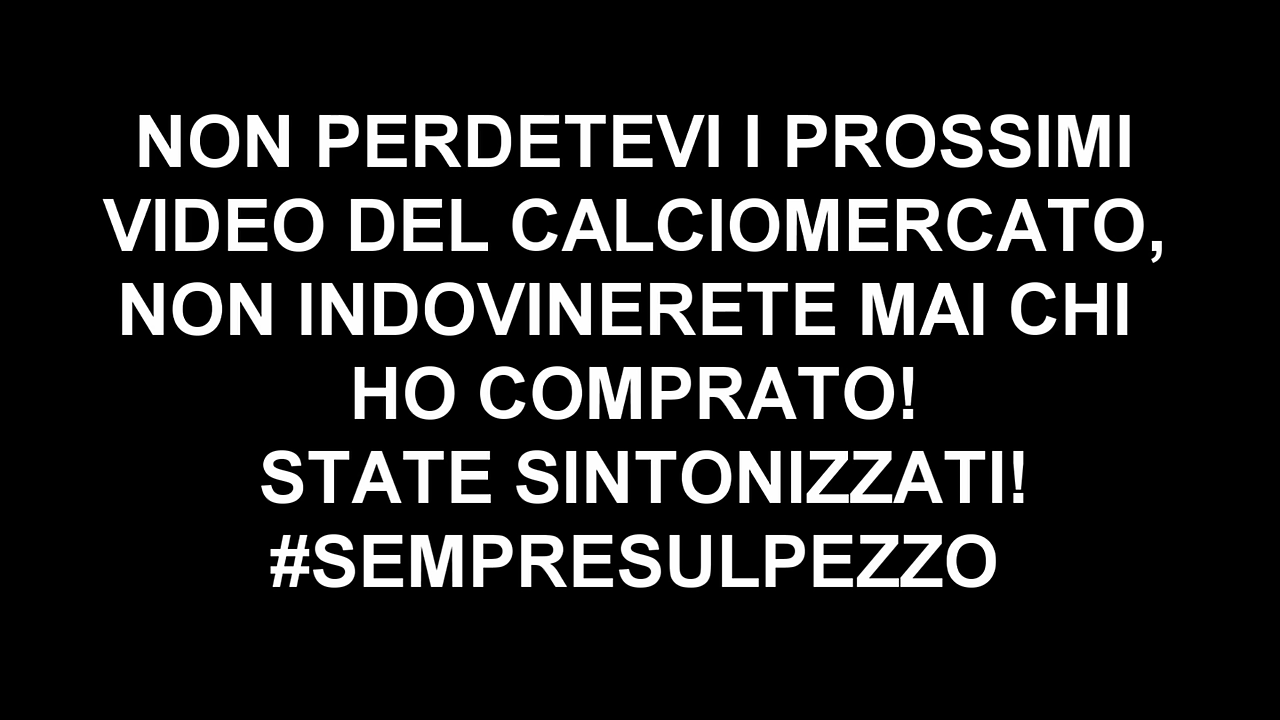 NON PERDETEVI I PROSSIMI
VIDEO DEL CALCIOMERCATO,
NON INDOVINERETE MAI CHI
HO COMPRATO!
STATE SINTONIZZATI!
#SEMPRESULPEZZO